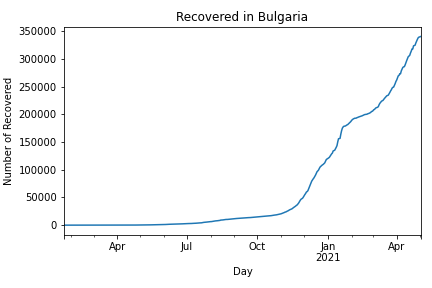 Recovered in Bulgaria
Number of Recovered
350000
300000
250000
200000
150000
100000
50000
0
Apr Jul Oct Jan Apr
2021
Day